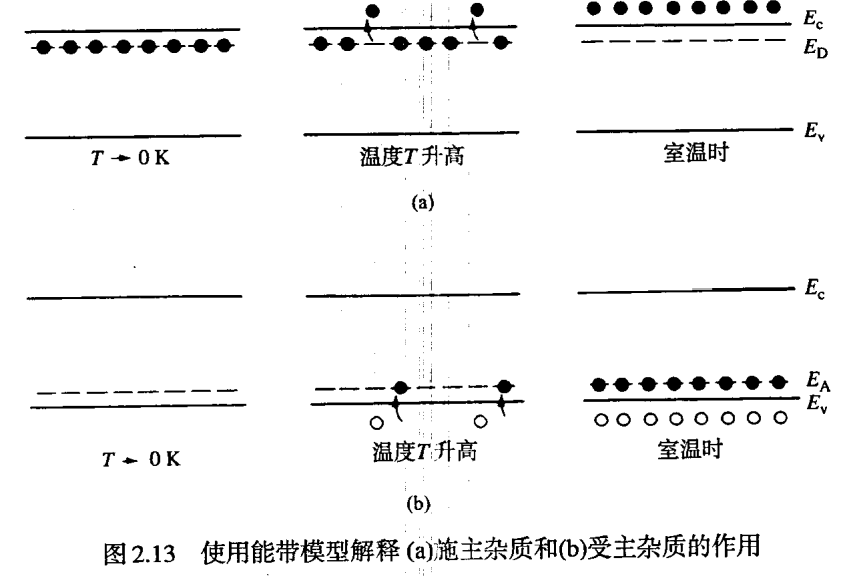 E_c
E_D
E_v
T → 0 K
温度T升高
室温时
(a)
E_c
E_A
E_v
T → 0 K
温度T升高
室温时
(b)
图2.13 使用能带模型解释(a)施主杂质和(b)受主杂质的作用